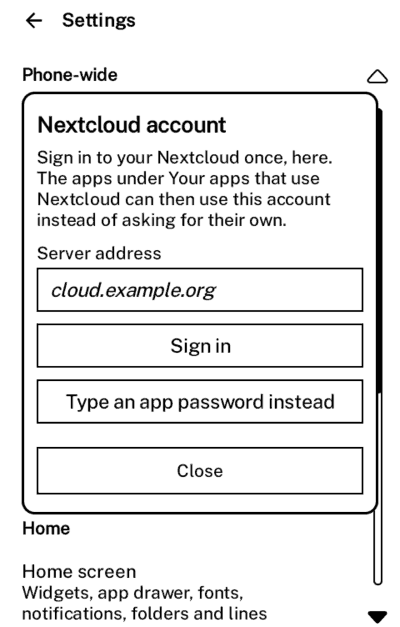 Settings
Phone-wide
Nextcloud account
Sign in to your Nextcloud once, here.
The apps under Your apps that use
Nextcloud can then use this account
instead of asking for their own.
Server address
cloud.example.org
Sign in
Type an app password instead
Close
Home
Home screen
Widgets, app drawer, fonts,
notifications, folders and lines